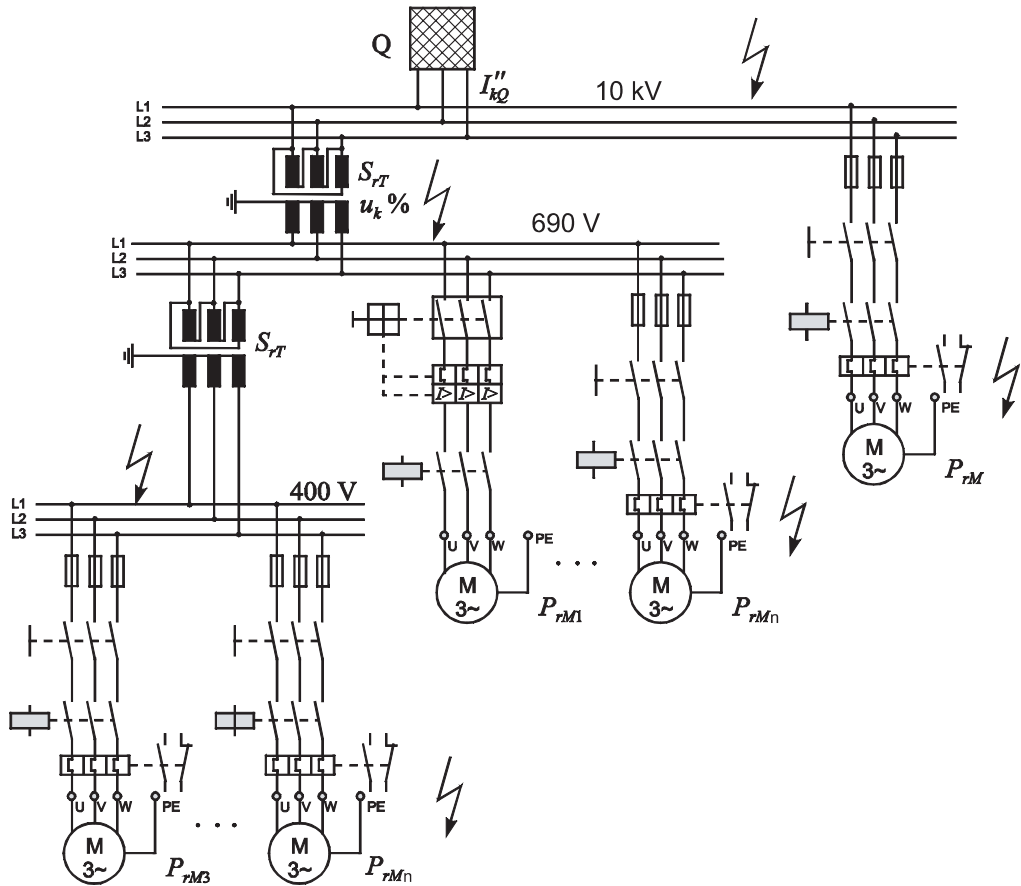 Q
I''kQ
10 kV
L1
L2
L3
SrT
uk %
690 V
L1
L2
L3
SrT
I> I> I>
U V W PE
M
3~
PrM
400 V
L1
L2
L3
U V W PE
M
3~
PrM1
. . .
U V W PE
M
3~
PrMn
U V W PE
M
3~
PrM3
. . .
U V W PE
M
3~
PrMn